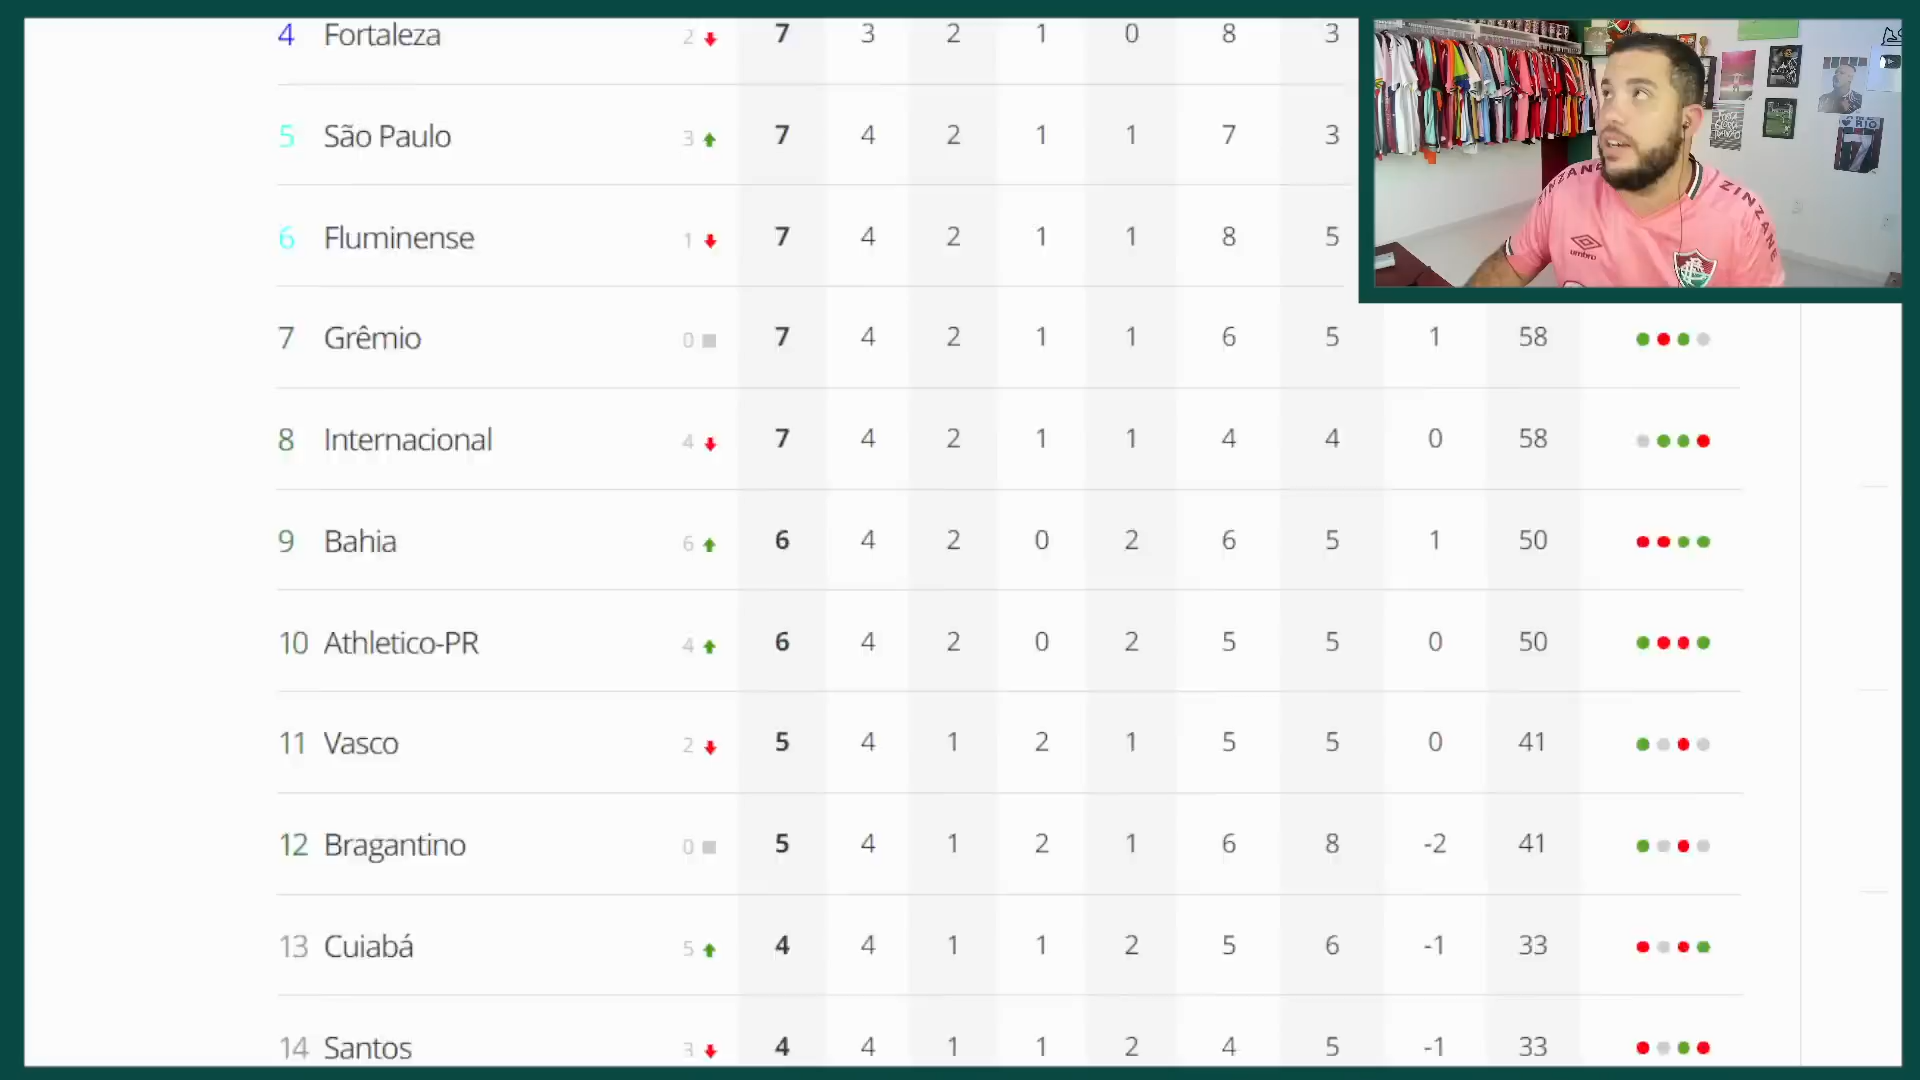 4 Fortaleza 2 7 3 2 1 0 8 3
5 São Paulo 3 7 4 2 1 1 7 3
6 Fluminense 1 7 4 2 1 1 8 5
7 Grêmio 0 7 4 2 1 1 6 5 1 58
8 Internacional 4 7 4 2 1 1 4 4 0 58
9 Bahia 6 6 4 2 0 2 6 5 1 50
10 Athletico-PR 4 6 4 2 0 2 5 5 0 50
11 Vasco 2 5 4 1 2 1 5 5 0 41
12 Bragantino 0 5 4 1 2 1 6 8 -2 41
13 Cuiabá 5 4 4 1 1 2 5 6 -1 33
14 Santos 3 4 4 1 1 2 4 5 -1 33
ZINZANE
ZINZANE
umbro
RIO
7